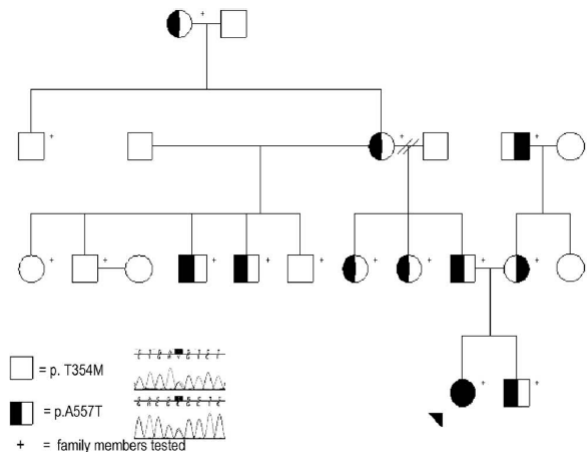 = p. T354M
= p.A557T
+ = family members tested